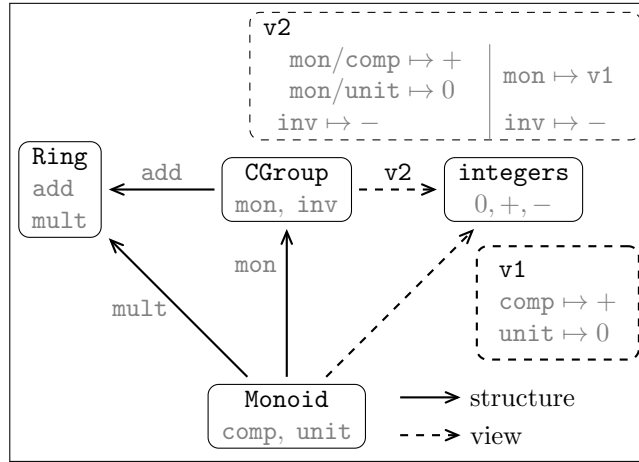 v2
mon/comp ↦ +
mon/unit ↦ 0
inv ↦ −
mon ↦ v1
inv ↦ −
Ring
add
mult
add
CGroup
mon, inv
v2
integers
0, +, −
mon
mult
v1
comp ↦ +
unit ↦ 0
Monoid
comp, unit
structure
view